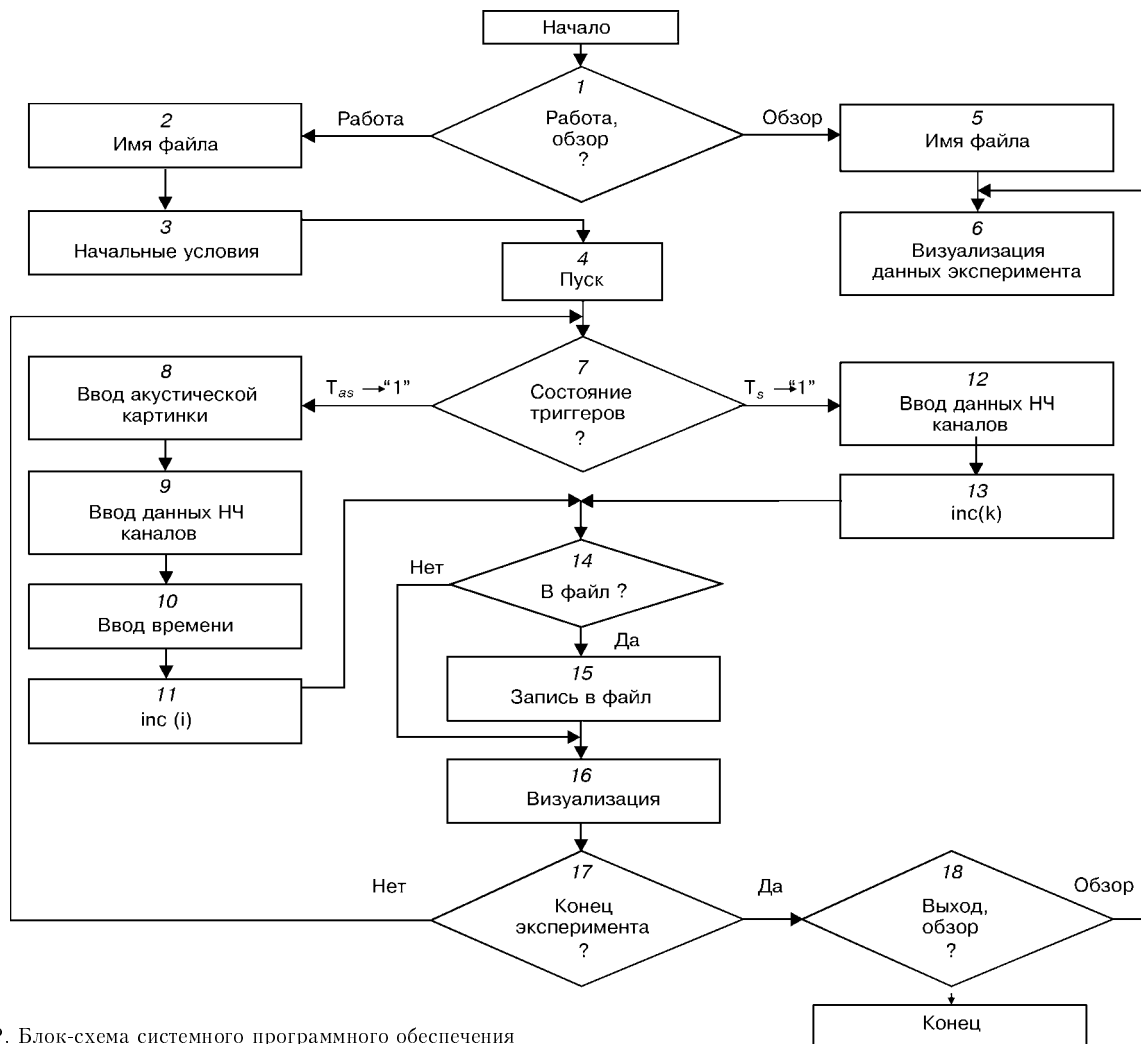 Начало
1
Работа,
обзор
?
Работа
Обзор
2
Имя файла
5
Имя файла
3
Начальные условия
4
Пуск
6
Визуализация
данных эксперимента
7
Состояние
триггеров
?
Tas → “1”
Ts → “1”
8
Ввод акустической
картинки
12
Ввод данных НЧ
каналов
9
Ввод данных НЧ
каналов
13
inc(k)
14
В файл ?
Нет
Да
10
Ввод времени
11
inc (i)
15
Запись в файл
16
Визуализация
17
Конец
эксперимента
?
Нет
Да
18
Выход,
обзор
?
Обзор
Конец
. Блок-схема системного программного обеспечения